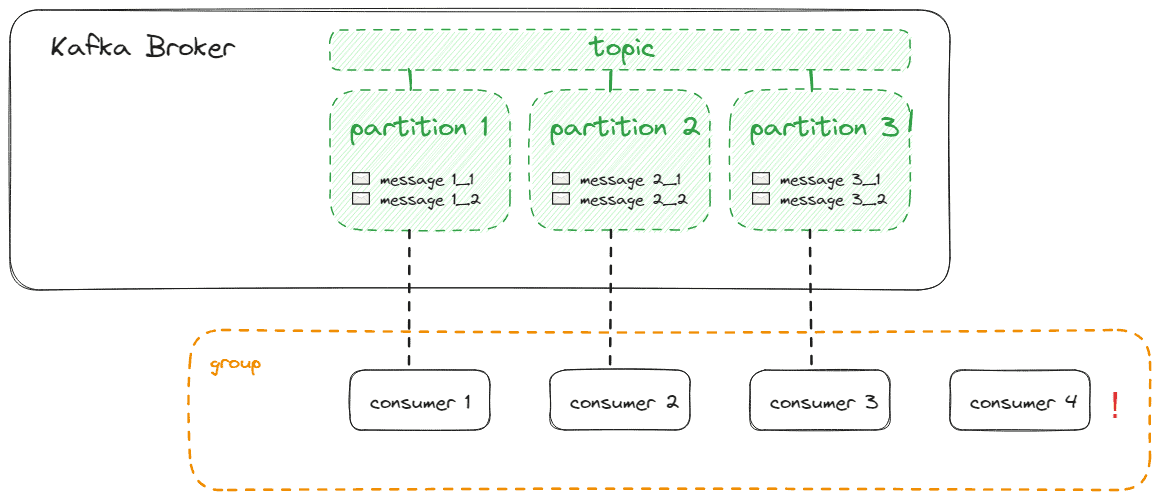 Kafka Broker
topic
partition 1
partition 2
partition 3
message 1_1
message 1_2
message 2_1
message 2_2
message 3_1
message 3_2
group
consumer 1
consumer 2
consumer 3
consumer 4
!